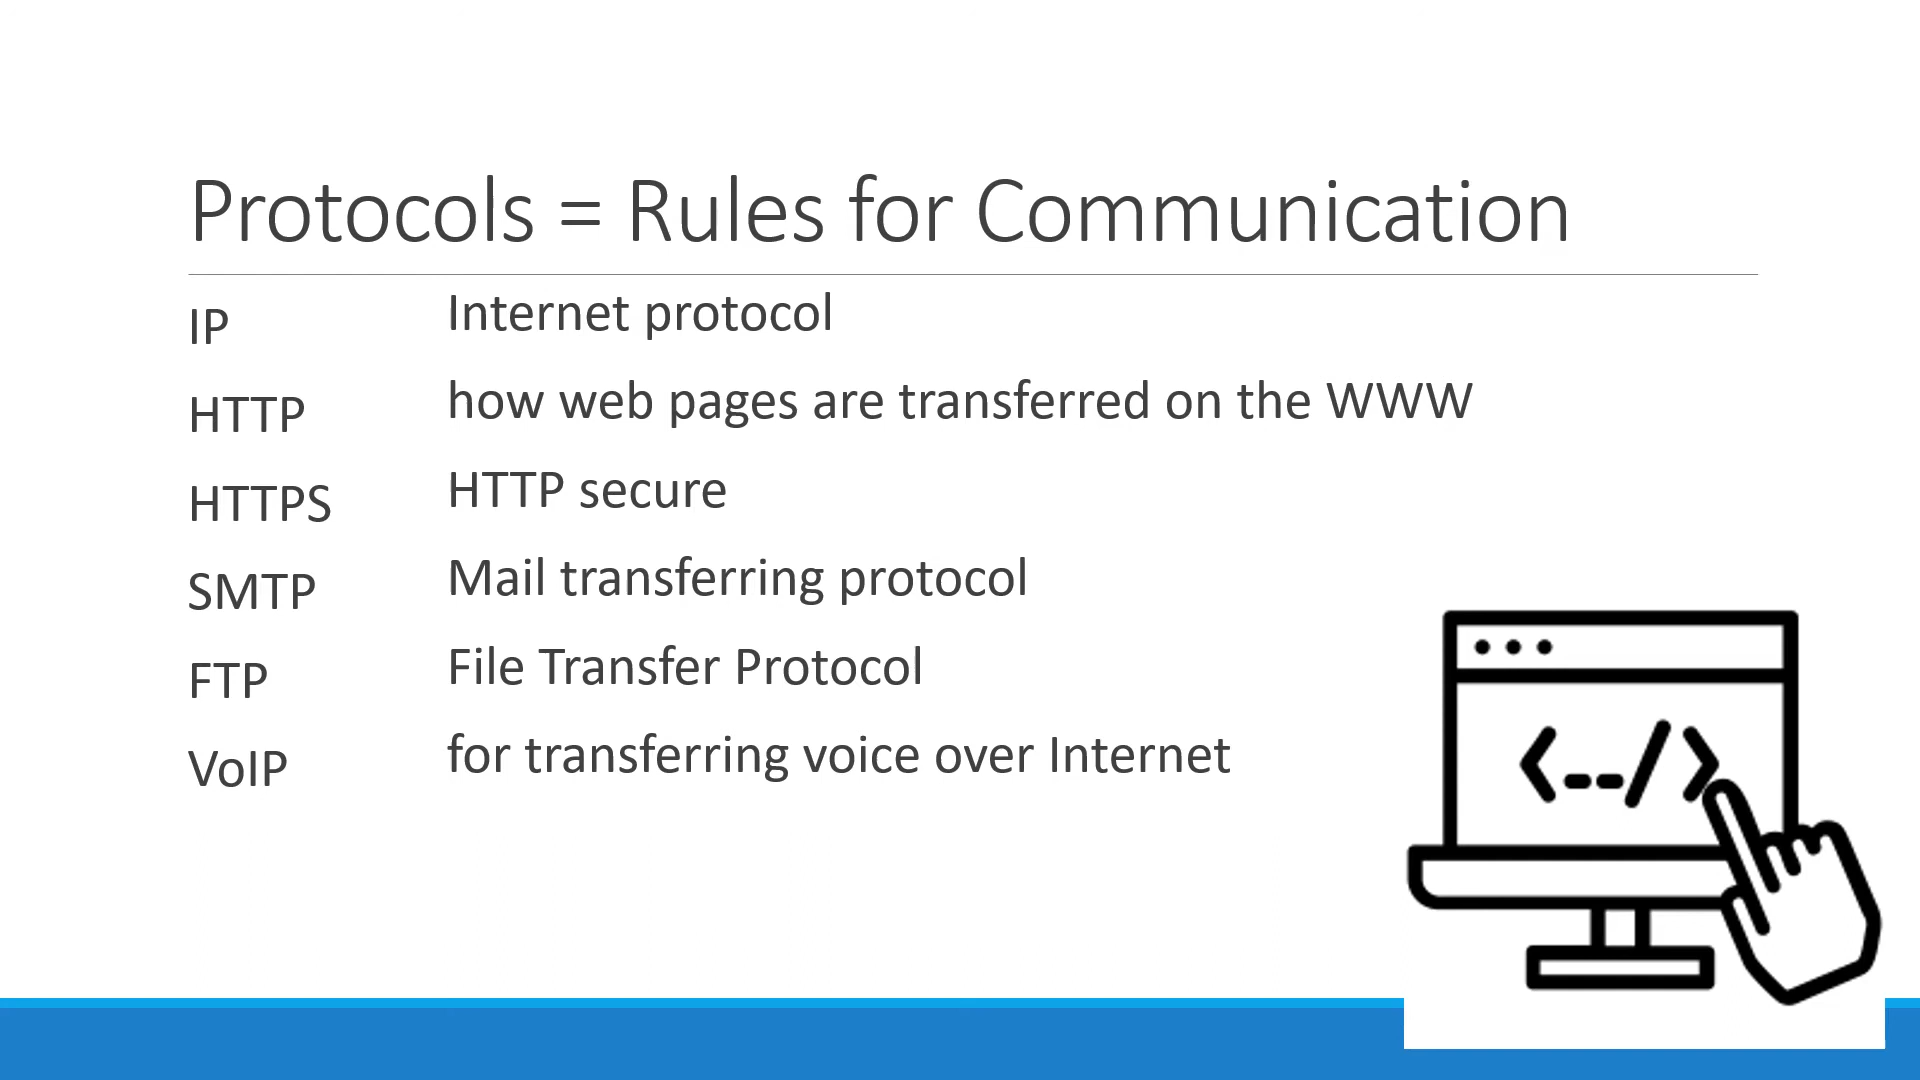 Protocols = Rules for Communication
IP Internet protocol
HTTP how web pages are transferred on the WWW
HTTPS HTTP secure
SMTP Mail transferring protocol
FTP File Transfer Protocol
VoIP for transferring voice over Internet
<--/>